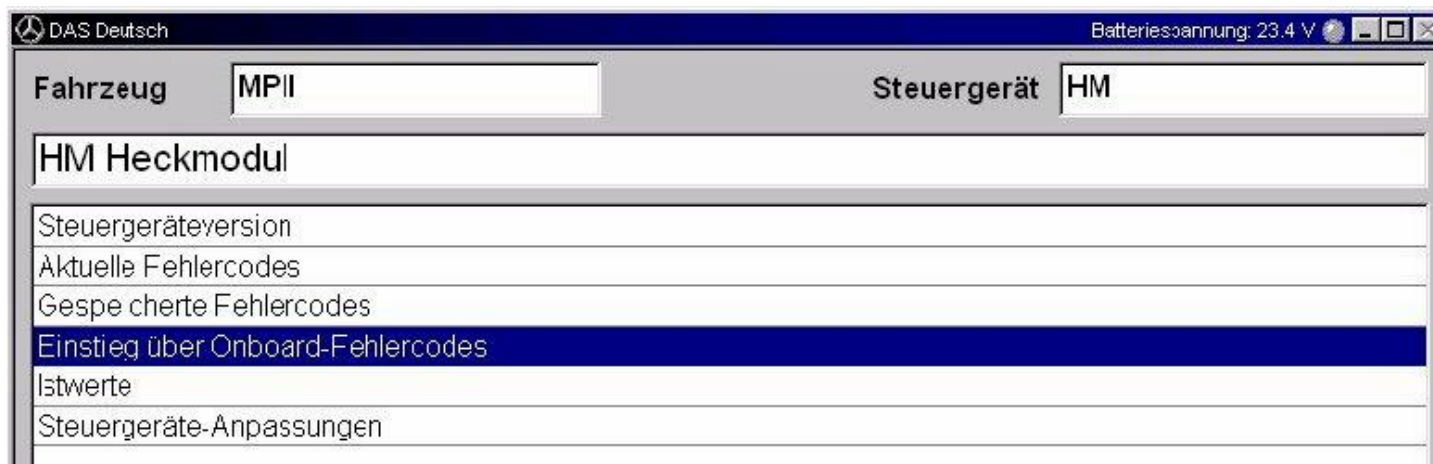 DAS Deutsch Batteriespannung: 23.4 V
Fahrzeug MPII Steuergerät HM
HM Heckmodul
Steuergeräteversion
Aktuelle Fehlercodes
Gespeicherte Fehlercodes
Einstieg über Onboard-Fehlercodes
Istwerte
Steuergeräte-Anpassungen